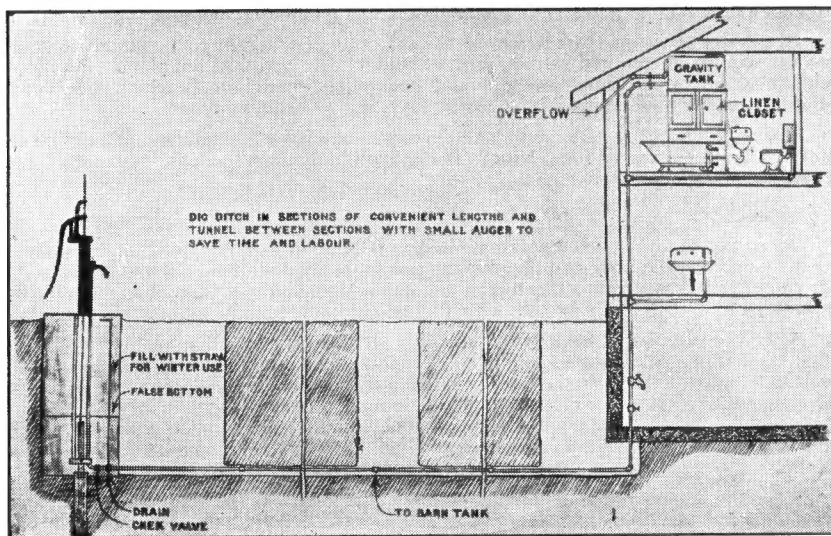 GRAVITY
TANK
OVERFLOW
LINEN
CLOSET
DIG DITCH IN SECTIONS OF CONVENIENT LENGTHS AND
TUNNEL BETWEEN SECTIONS WITH SMALL AUGER TO
SAVE TIME AND LABOUR.
FILL WITH STRAW
FOR WINTER USE
FALSE BOTTOM
DRAIN
CHEK VALVE
TO BARN TANK